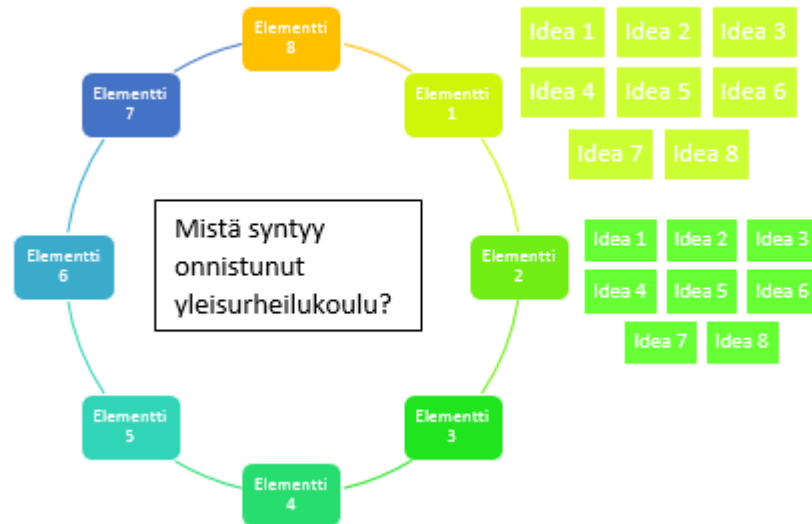 Elementti
8
Elementti
1
Elementti
2
Elementti
3
Elementti
4
Elementti
5
Elementti
6
Elementti
7
Mistä syntyy
onnistunut
yleisurheilukoulu?
Idea 1 Idea 2 Idea 3
Idea 4 Idea 5 Idea 6
Idea 7 Idea 8
Idea 1 Idea 2 Idea 3
Idea 4 Idea 5 Idea 6
Idea 7 Idea 8